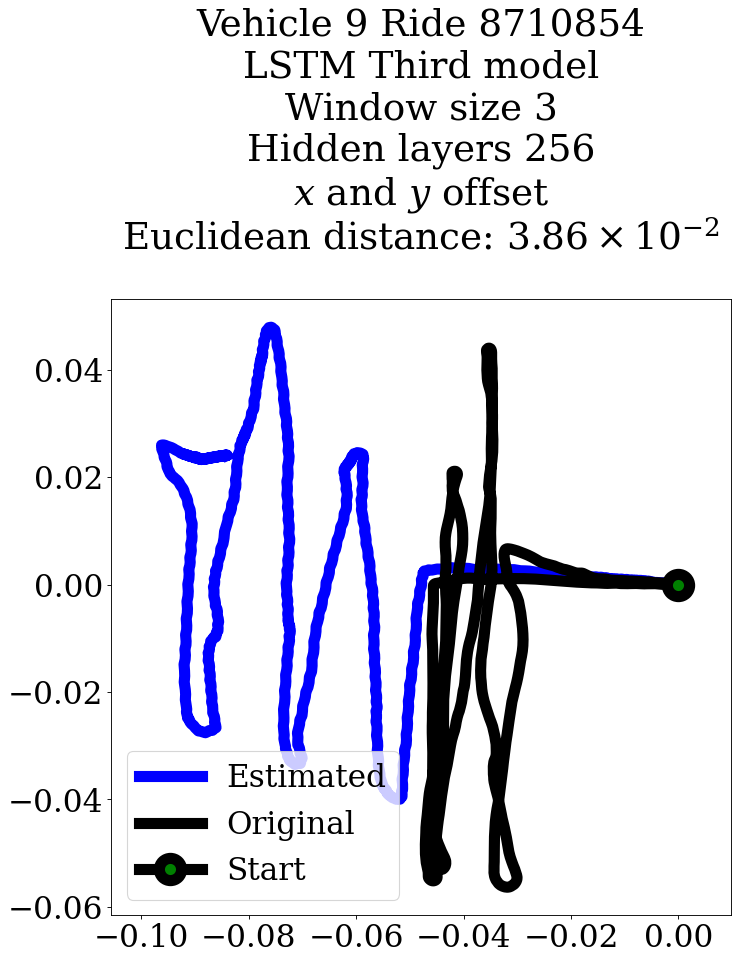 Vehicle 9 Ride 8710854
LSTM Third model
Window size 3
Hidden layers 256
x and y offset
Euclidean distance: 3.86 × 10⁻²
0.04
0.02
0.00
−0.02
−0.04
−0.06
Estimated
Original
Start
−0.10 −0.08 −0.06 −0.04 −0.02 0.00